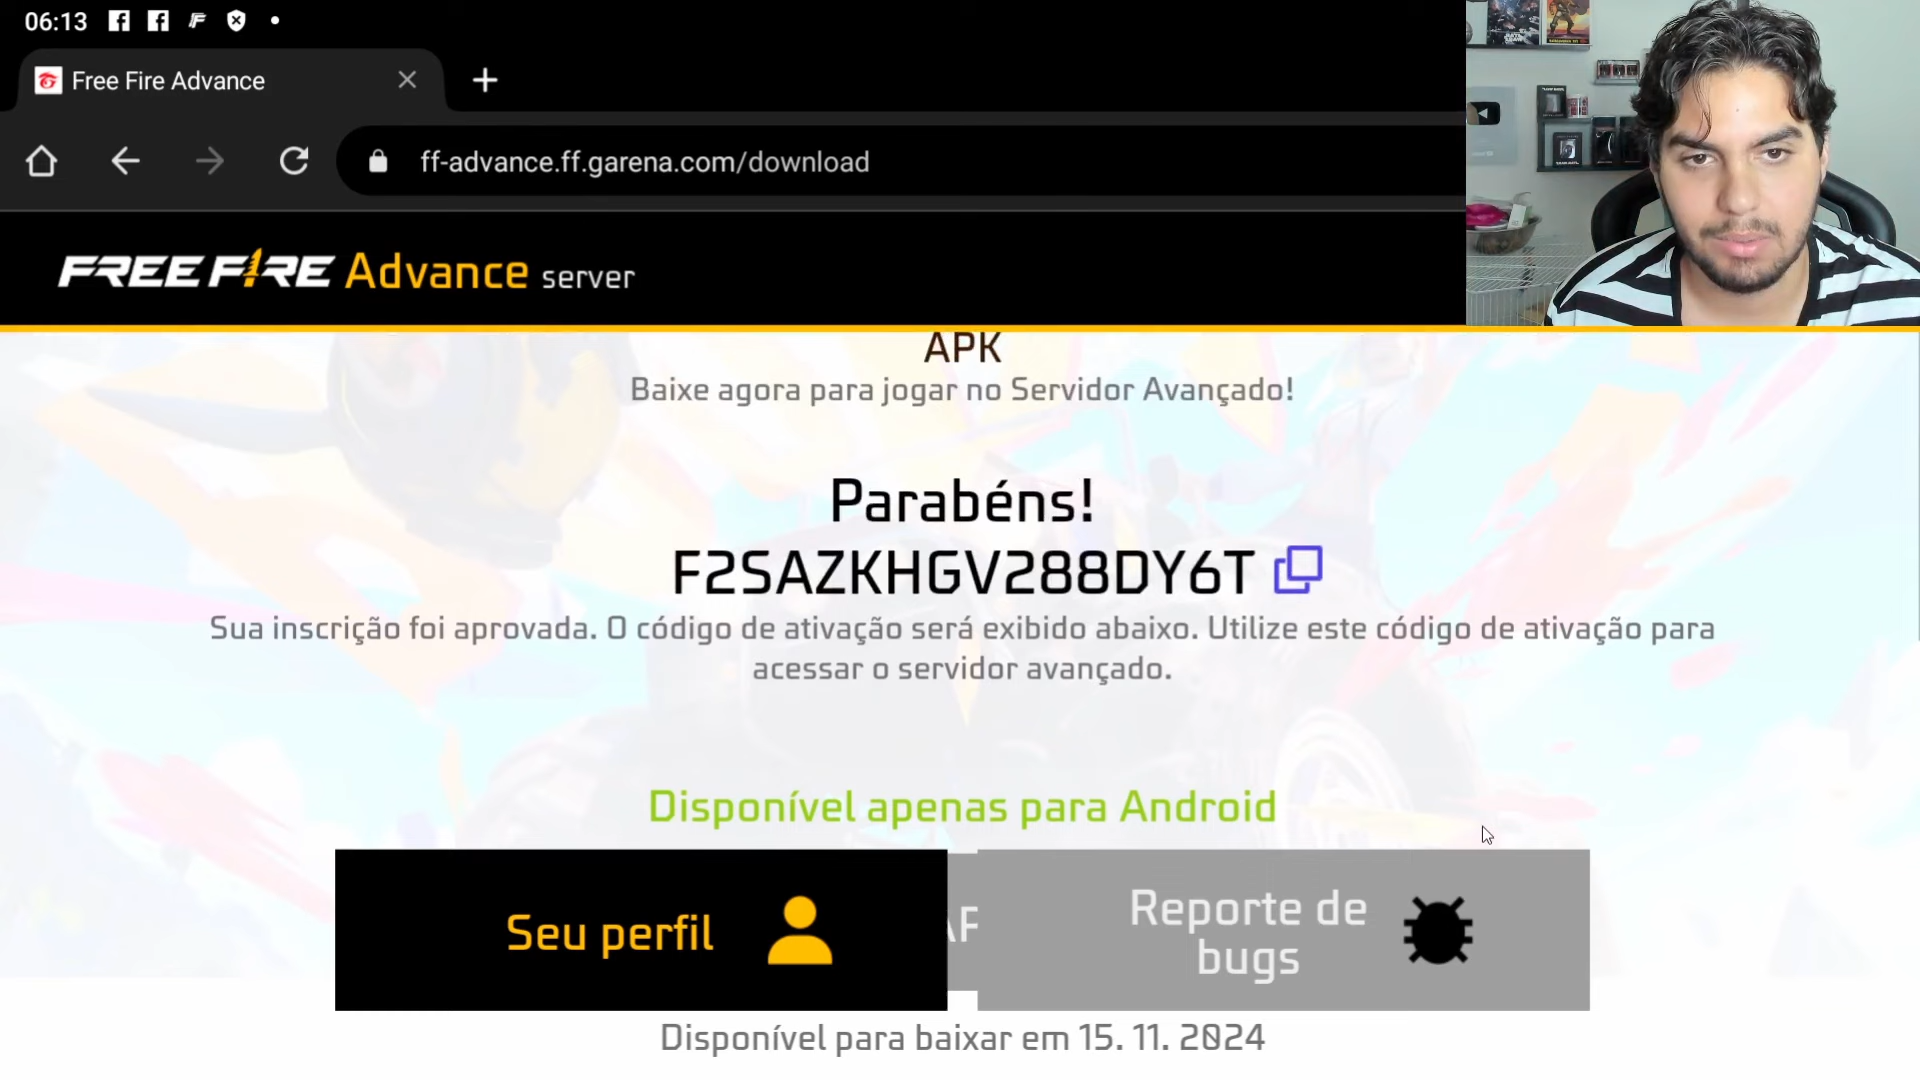 06:13
Free Fire Advance
ff-advance.ff.garena.com/download
FREE FIRE Advance server
APK
Baixe agora para jogar no Servidor Avançado!
Parabéns!
F2SAZKHGV288DY6T
Sua inscrição foi aprovada. O código de ativação será exibido abaixo. Utilize este código de ativação para
acessar o servidor avançado.
Disponível apenas para Android
Seu perfil
Reporte de
bugs
Disponível para baixar em 15. 11. 2024